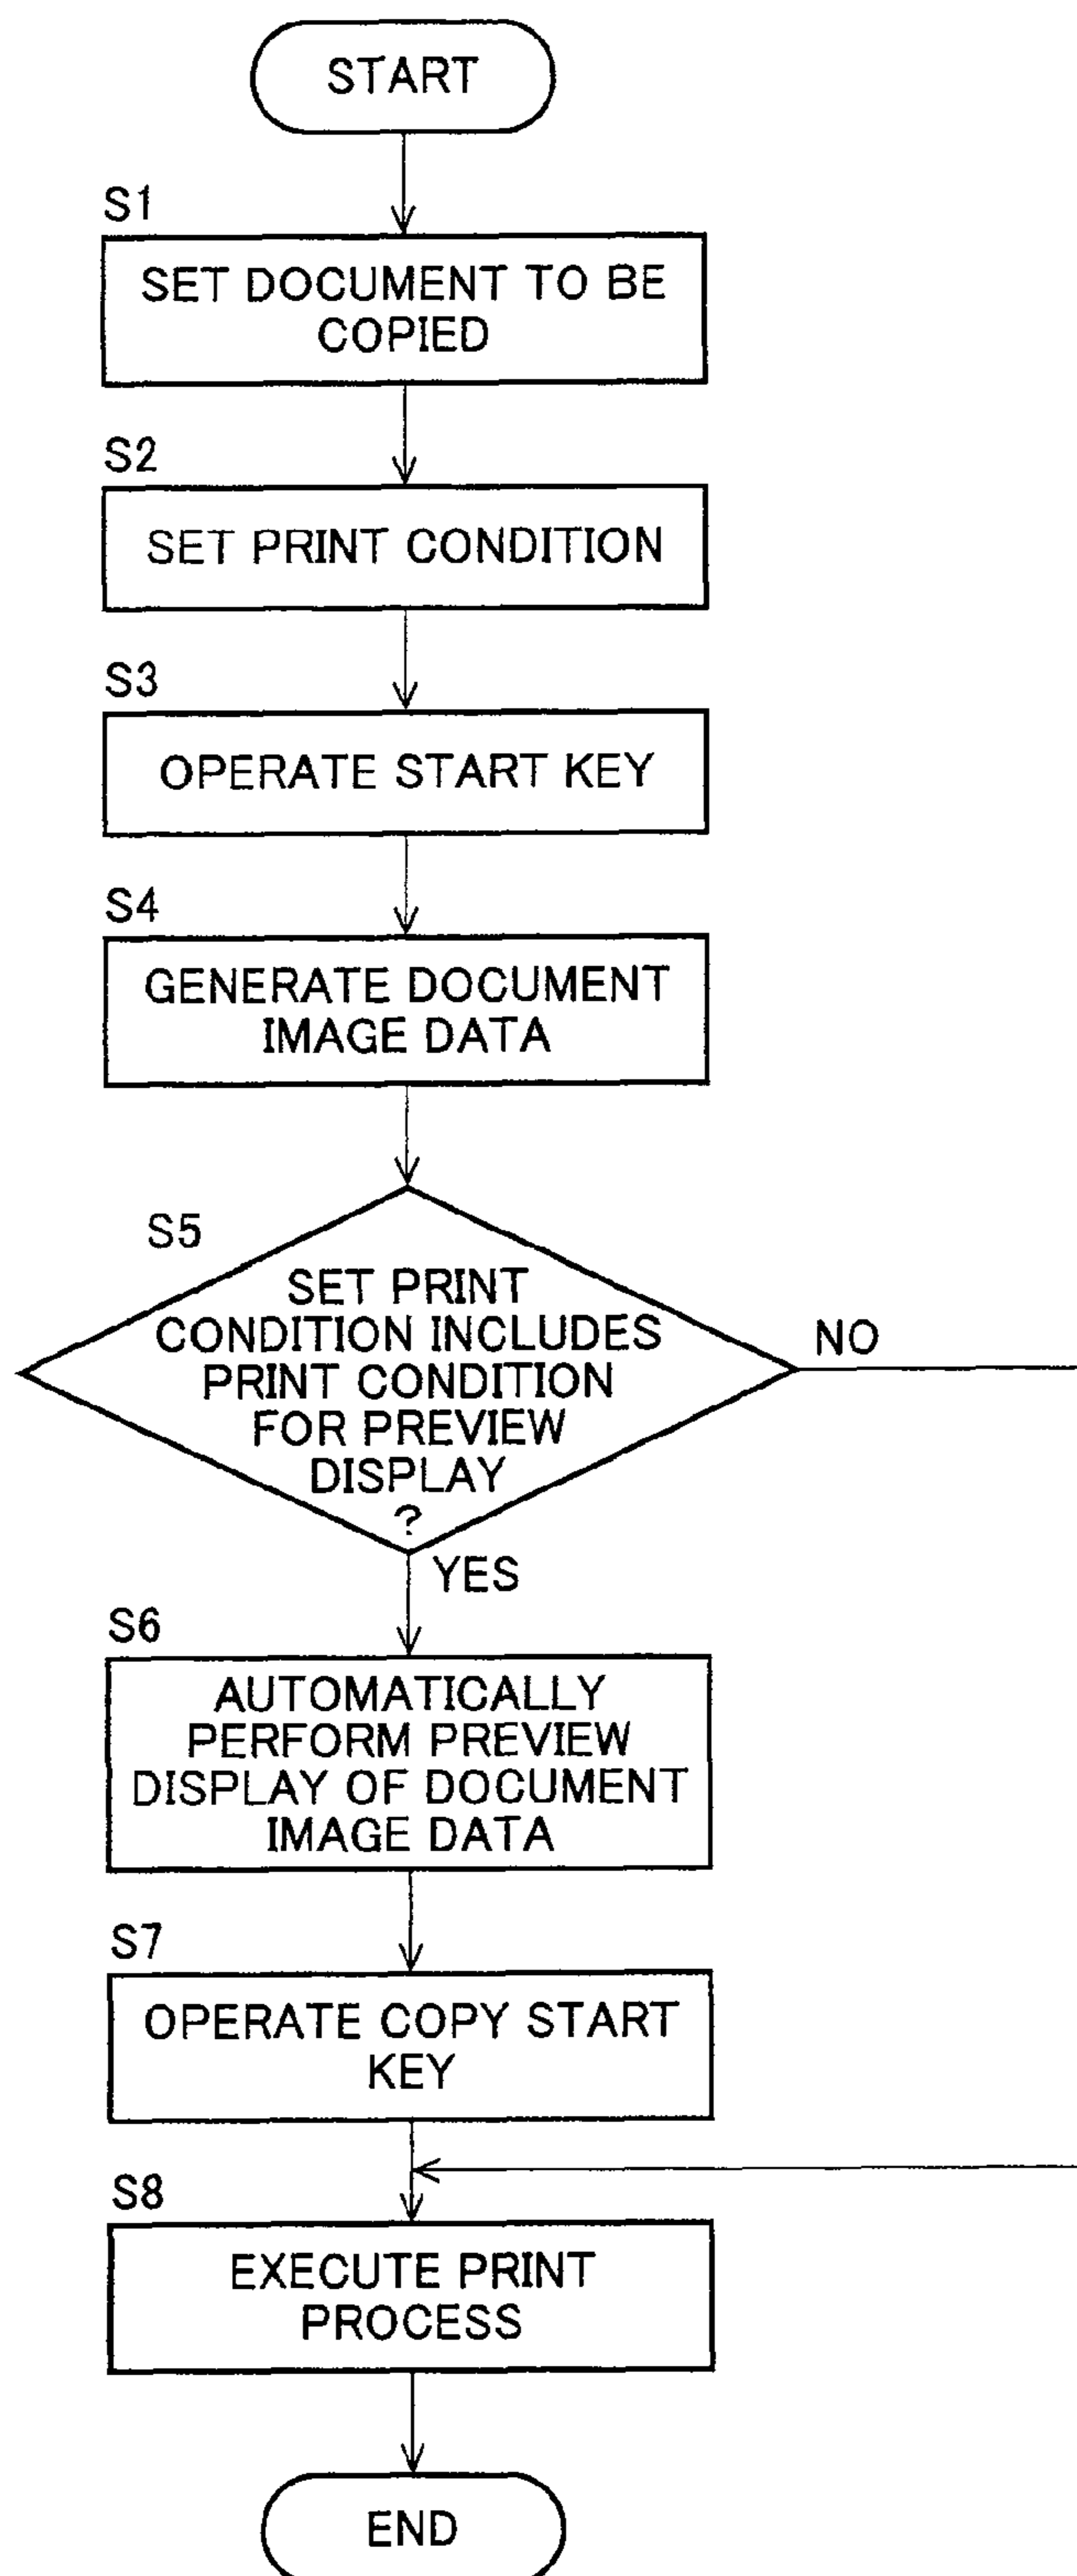 START
S1
SET DOCUMENT TO BE
COPIED
S2
SET PRINT CONDITION
S3
OPERATE START KEY
S4
GENERATE DOCUMENT
IMAGE DATA
S5
SET PRINT
CONDITION INCLUDES
PRINT CONDITION
FOR PREVIEW
DISPLAY
?
NO
YES
S6
AUTOMATICALLY
PERFORM PREVIEW
DISPLAY OF DOCUMENT
IMAGE DATA
S7
OPERATE COPY START
KEY
S8
EXECUTE PRINT
PROCESS
END